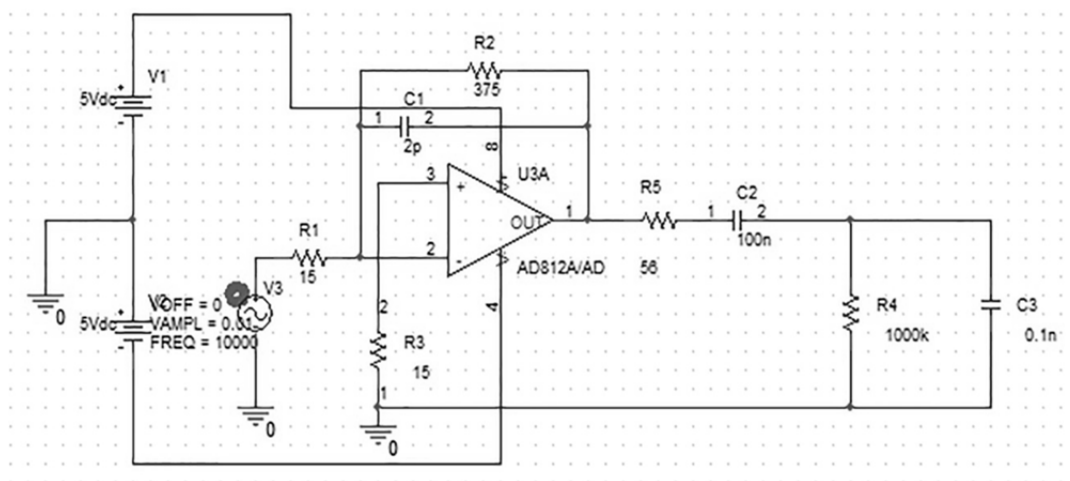 R2
V1
5Vdc
+
-
375
C1
1
2
2p
8
3
+
U3A
R5
C2
OUT
1
1
2
R1
2
-
100n
15
AD812A/AD
56
V3
0
VOFF = 0
5Vdc
+
-
VAMPL = 0.01
FREQ = 10000
2
4
R4
C3
R3
1000k
0.1n
15
1
0
0